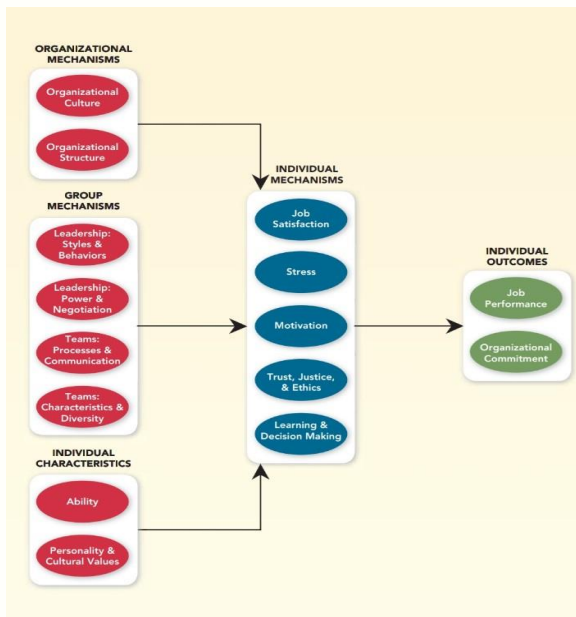 ORGANIZATIONAL
MECHANISMS
Organizational
Culture
Organizational
Structure
GROUP
MECHANISMS
Leadership:
Styles &
Behaviors
Leadership:
Power &
Negotiation
Teams:
Processes &
Communication
Teams:
Characteristics &
Diversity
INDIVIDUAL
CHARACTERISTICS
Ability
Personality &
Cultural Values
INDIVIDUAL
MECHANISMS
Job
Satisfaction
Stress
Motivation
Trust, Justice,
& Ethics
Learning &
Decision Making
INDIVIDUAL
OUTCOMES
Job
Performance
Organizational
Commitment